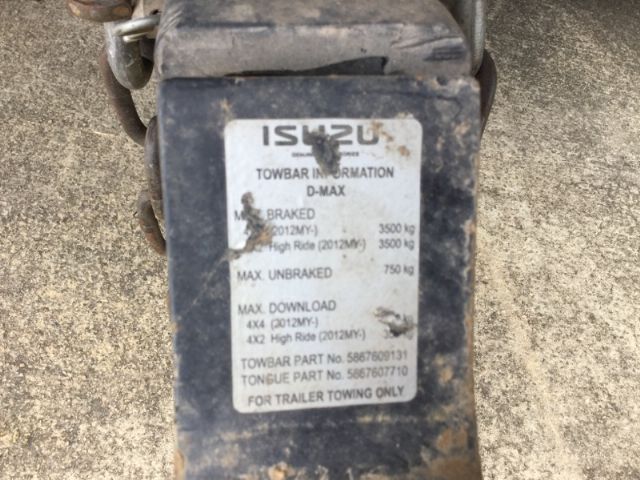 ISUZU
TOWBAR INFORMATION
D-MAX
MAX. BRAKED
(2012MY-) 3500 kg
High Ride (2012MY-) 3500 kg
MAX. UNBRAKED 750 kg
MAX. DOWNLOAD
4X4 (2012MY-)
4X2 High Ride (2012MY-)
TOWBAR PART No. 5867609131
TONGUE PART No. 5867607710
FOR TRAILER TOWING ONLY